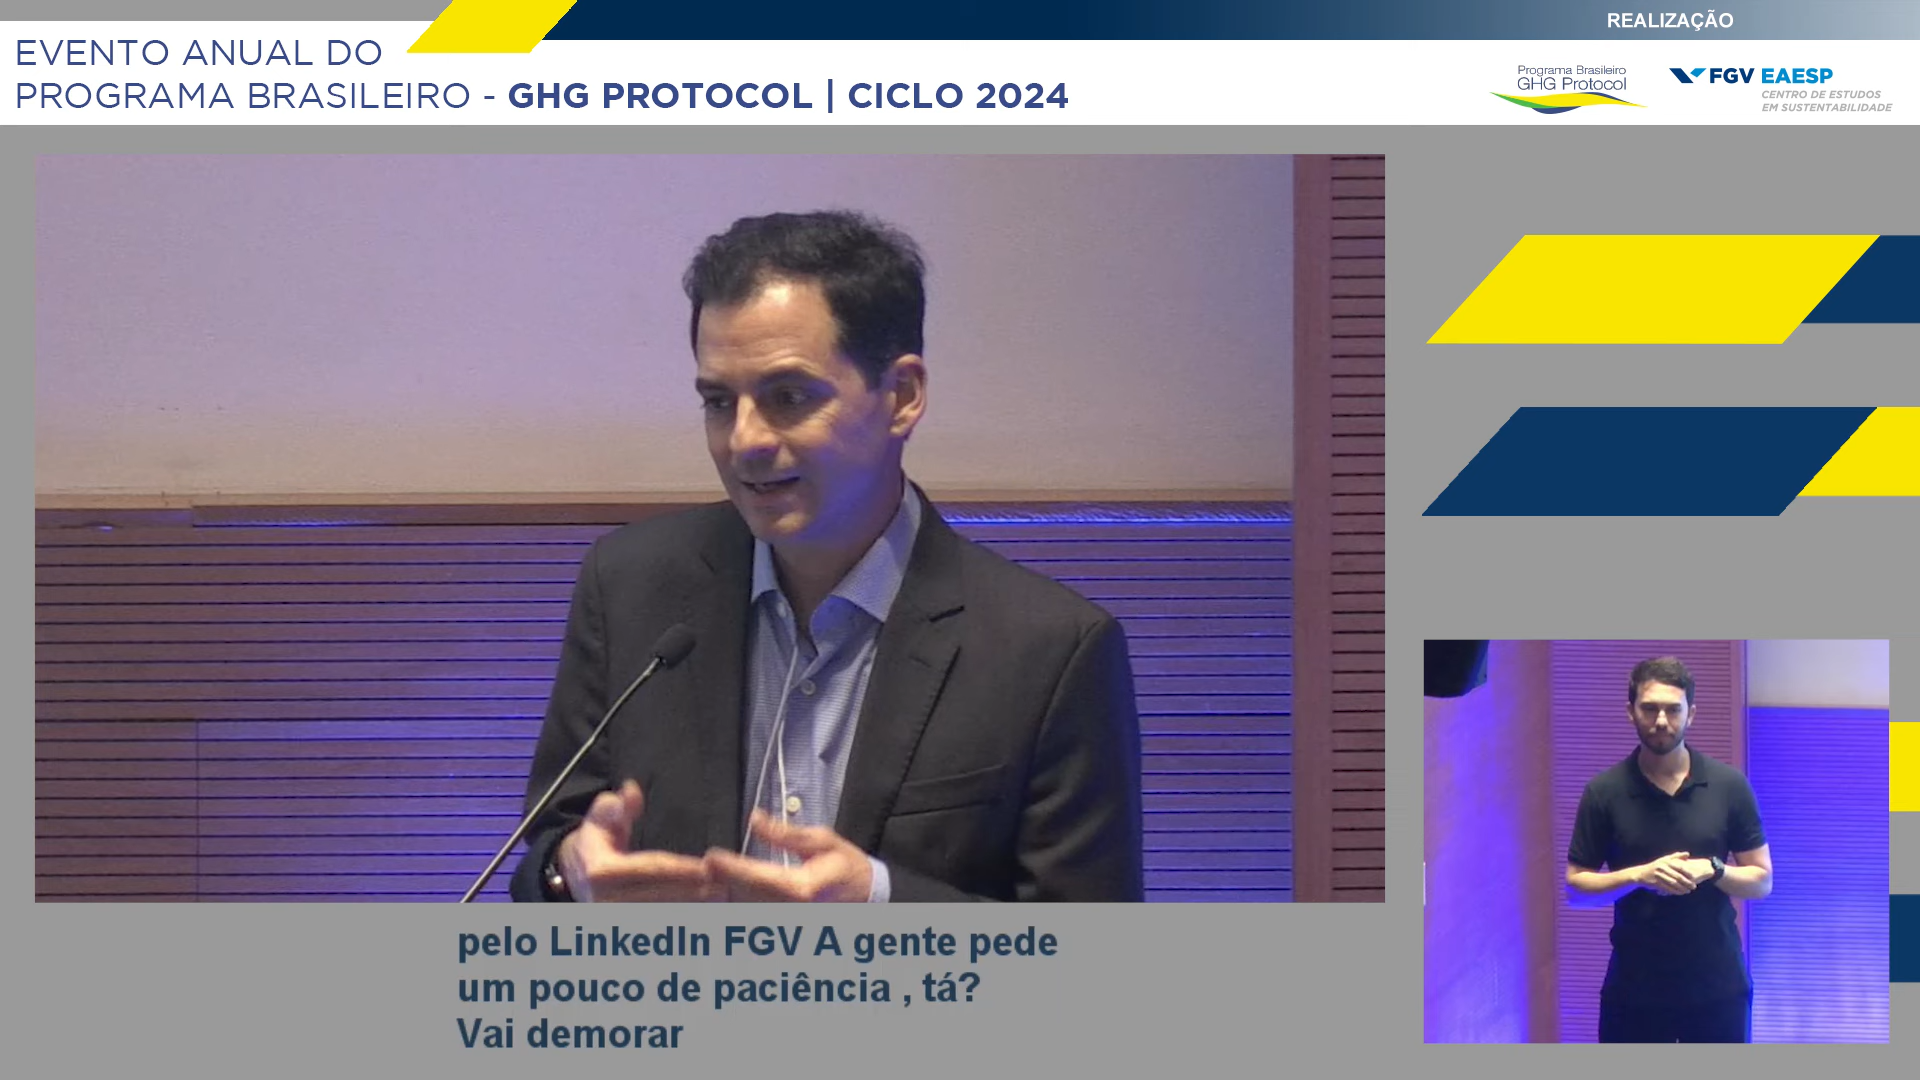 REALIZAÇÃO
EVENTO ANUAL DO
PROGRAMA BRASILEIRO - GHG PROTOCOL | CICLO 2024
Programa Brasileiro
GHG Protocol
FGV EAESP
CENTRO DE ESTUDOS
EM SUSTENTABILIDADE
pelo LinkedIn FGV A gente pede
um pouco de paciência , tá?
Vai demorar